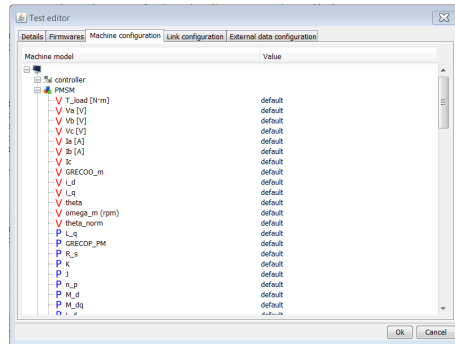 Test editor
Details Firmwares Machine configuration Link configuration External data configuration
Machine model Value
controller
PMSM
V T_load [N·m] default
V Va [V] default
V Vb [V] default
V Vc [V] default
V Ia [A] default
V Ib [A] default
V Ic default
V GRECOO_m default
V i_d default
V i_q default
V theta default
V omega_m (rpm) default
V theta_norm default
P L_q default
P GRECOP_PM default
P R_s default
P K default
P J default
P n_p default
P M_d default
P M_dq default
P L_d default
Ok Cancel